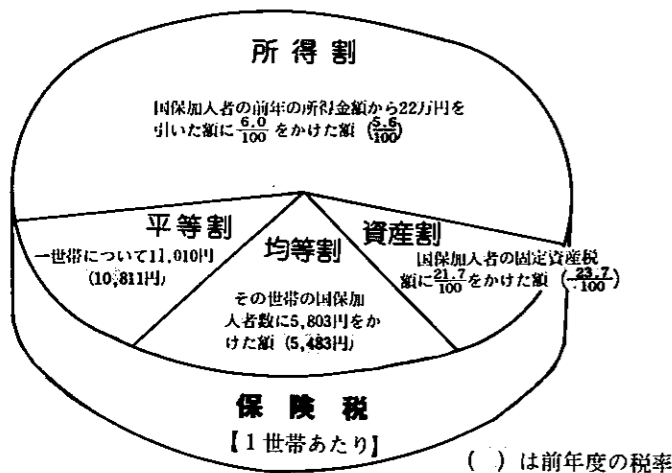 所得割
国保加入者の前年の所得金額から22万円を
引いた額に6.0/100をかけた額 (5.6/100)
平等割
一世帯について11,010円
(10,811円)
均等割
その世帯の国保加
入者数に5,803円をか
けた額 (5,483円)
資産割
国保加入者の固定資産税
額に21.7/100をかけた額 (23.7/100)
保険税
【1世帯あたり】
( )は前年度の税率